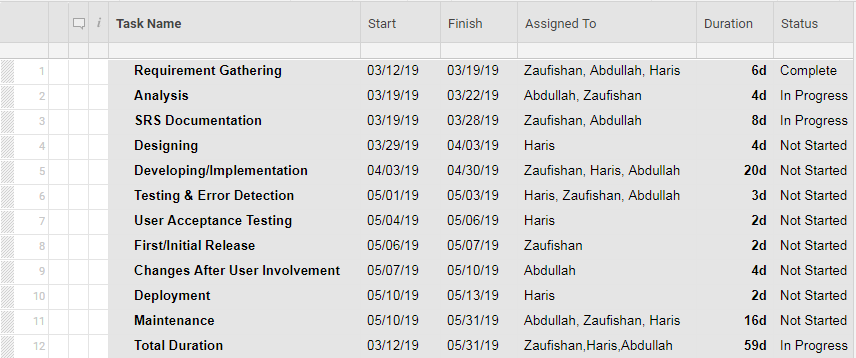 i Task Name Start Finish Assigned To Duration Status
1 Requirement Gathering 03/12/19 03/19/19 Zaufishan, Abdullah, Haris 6d Complete
2 Analysis 03/19/19 03/22/19 Abdullah, Zaufishan 4d In Progress
3 SRS Documentation 03/19/19 03/28/19 Zaufishan, Abdullah 8d In Progress
4 Designing 03/29/19 04/03/19 Haris 4d Not Started
5 Developing/Implementation 04/03/19 04/30/19 Zaufishan, Haris, Abdullah 20d Not Started
6 Testing & Error Detection 05/01/19 05/03/19 Haris, Zaufishan, Abdullah 3d Not Started
7 User Acceptance Testing 05/04/19 05/06/19 Haris 2d Not Started
8 First/Initial Release 05/06/19 05/07/19 Zaufishan 2d Not Started
9 Changes After User Involvement 05/07/19 05/10/19 Abdullah 4d Not Started
10 Deployment 05/10/19 05/13/19 Haris 2d Not Started
11 Maintenance 05/10/19 05/31/19 Abdullah, Zaufishan, Haris 16d Not Started
12 Total Duration 03/12/19 05/31/19 Zaufishan,Haris,Abdullah 59d In Progress